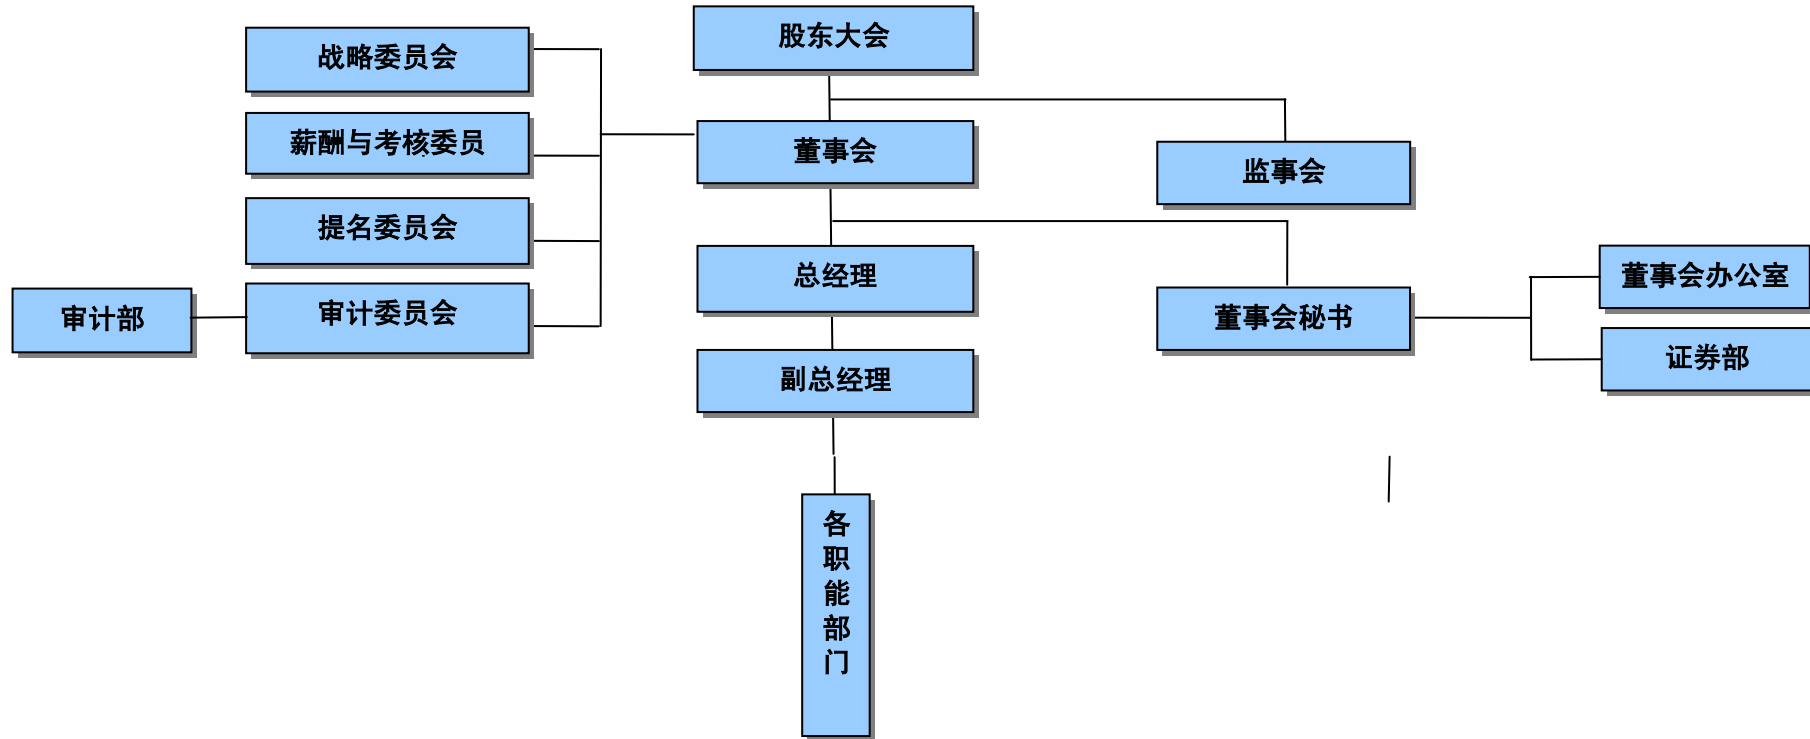 股东大会
战略委员会
薪酬与考核委员
董事会
监事会
提名委员会
总经理
董事会办公室
审计部
审计委员会
董事会秘书
证券部
副总经理
各
职
能
部
门